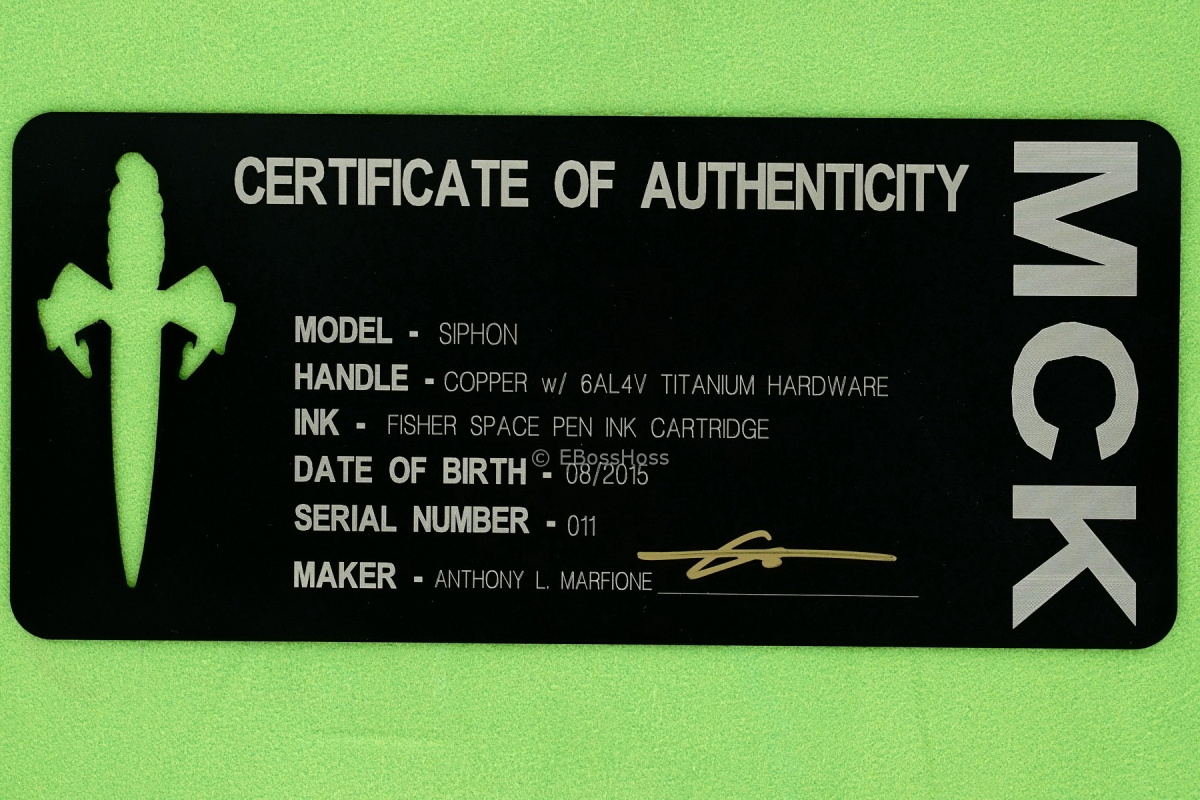 CERTIFICATE OF AUTHENTICITY
MODEL - SIPHON
HANDLE - COPPER w/ 6AL4V TITANIUM HARDWARE
INK - FISHER SPACE PEN INK CARTRIDGE
DATE OF BIRTH - 08/2015
© EBossHoss
SERIAL NUMBER - 011
MAKER - ANTHONY L. MARFIONE
MCK